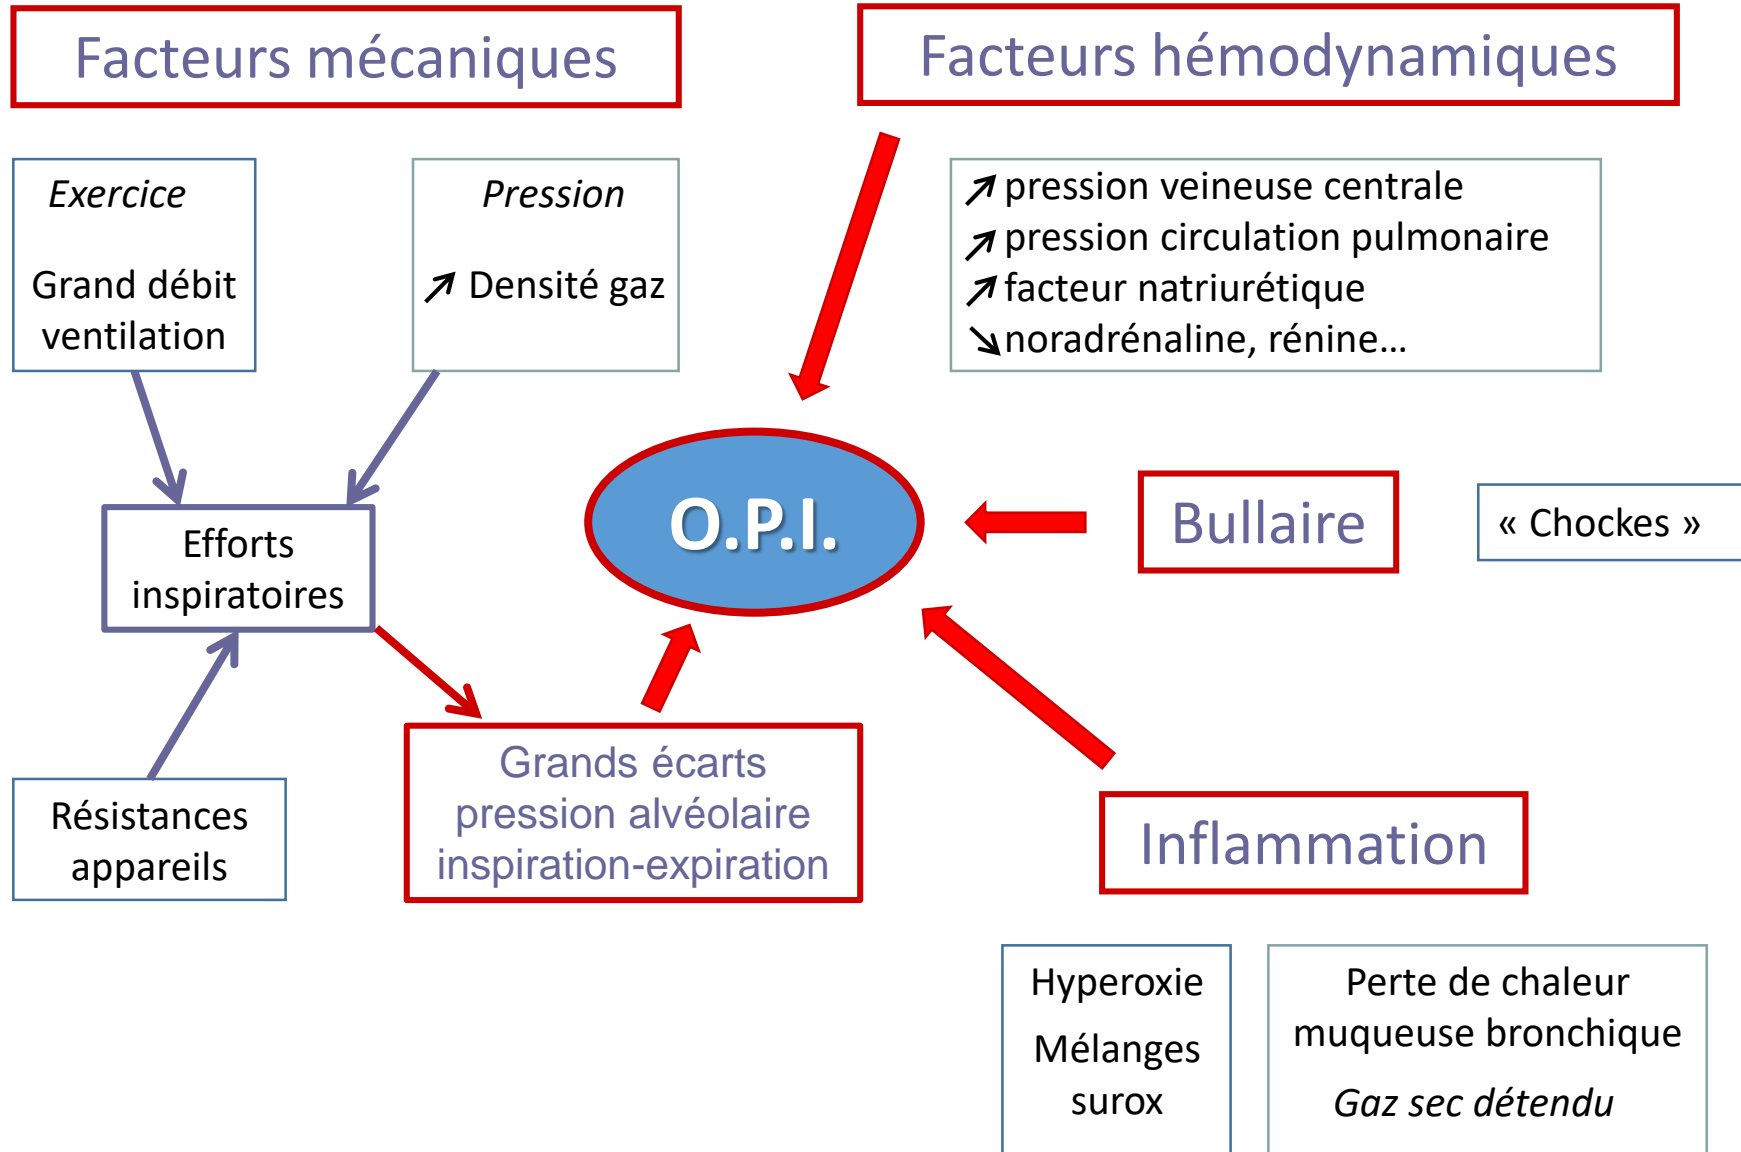 Facteurs mécaniques
Facteurs hémodynamiques
Exercice
Grand débit
ventilation
Pression
↗ Densité gaz
↗ pression veineuse centrale
↗ pression circulation pulmonaire
↗ facteur natriurétique
↘ noradrénaline, rénine...
Efforts
inspiratoires
O.P.I.
Bullaire
« Chockes »
Résistances
appareils
Grands écarts
pression alvéolaire
inspiration-expiration
Inflammation
Hyperoxie
Mélanges
surox
Perte de chaleur
muqueuse bronchique
Gaz sec détendu